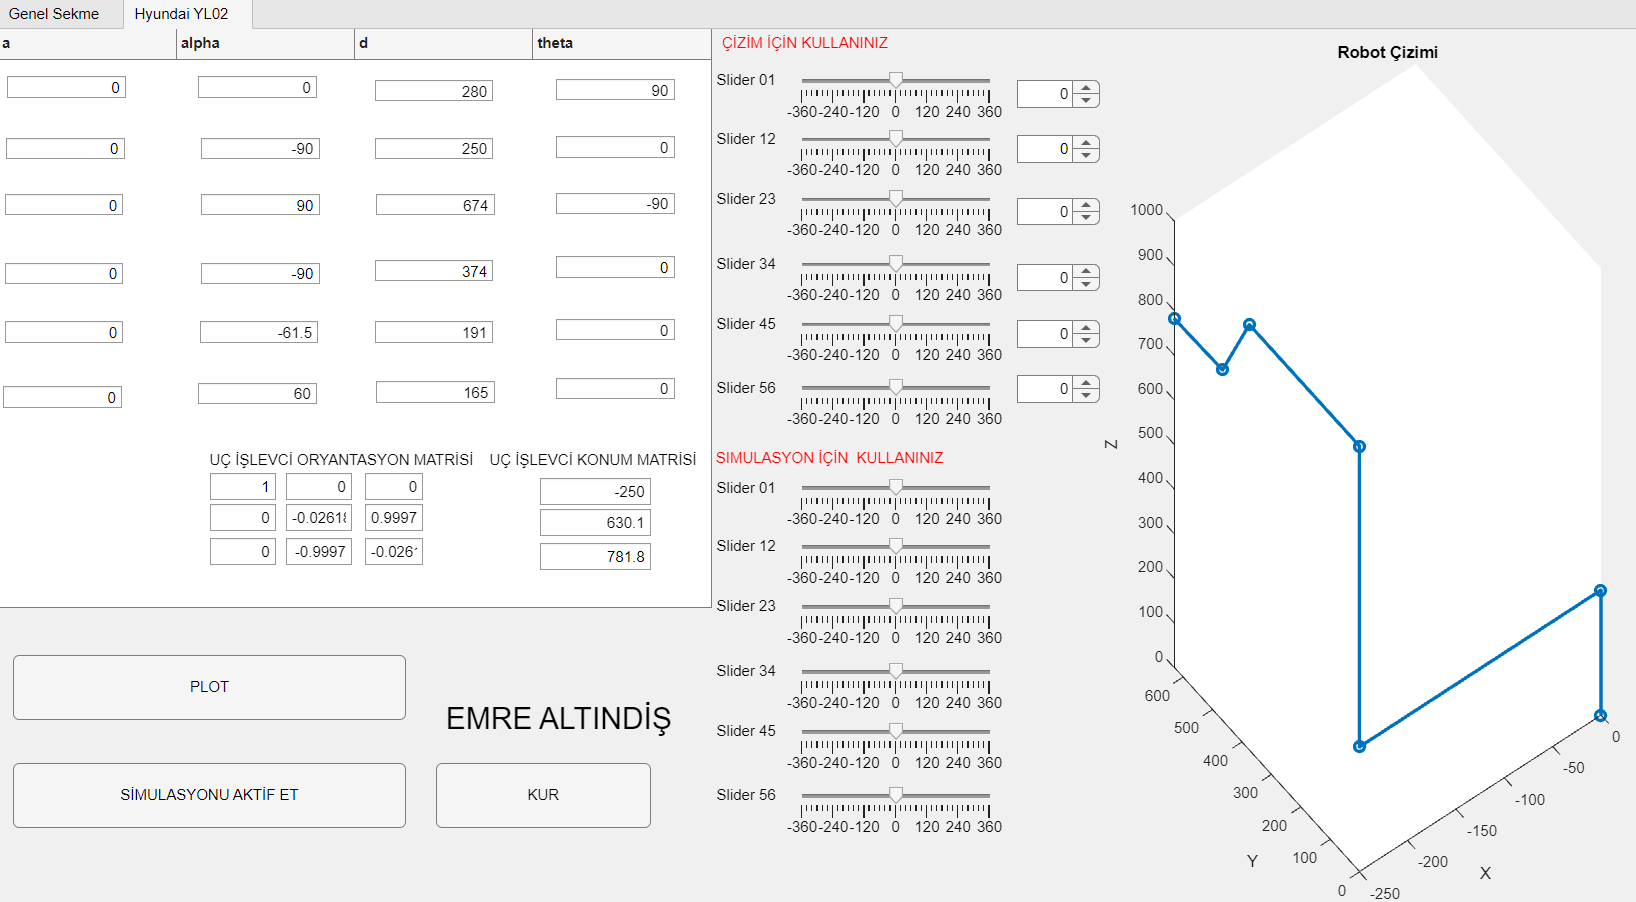 Genel Sekme
Hyundai YL02
a alpha d theta
0 0 280 90
0 -90 250 0
0 90 674 -90
0 -90 374 0
0 -61.5 191 0
0 60 165 0
UÇ İŞLEVCİ ORYANTASYON MATRİSİ
1 0 0
0 -0.0261 0.9997
0 -0.9997 -0.026
UÇ İŞLEVCİ KONUM MATRİSİ
-250
630.1
781.8
PLOT
SİMULASYONU AKTİF ET
EMRE ALTINDİŞ
KUR
ÇİZİM İÇİN KULLANINIZ
Slider 01
-360 -240 -120 0 120 240 360
0
Slider 12
-360 -240 -120 0 120 240 360
0
Slider 23
-360 -240 -120 0 120 240 360
0
Slider 34
-360 -240 -120 0 120 240 360
0
Slider 45
-360 -240 -120 0 120 240 360
0
Slider 56
-360 -240 -120 0 120 240 360
0
SIMULASYON İÇİN KULLANINIZ
Slider 01
-360 -240 -120 0 120 240 360
Slider 12
-360 -240 -120 0 120 240 360
Slider 23
-360 -240 -120 0 120 240 360
Slider 34
-360 -240 -120 0 120 240 360
Slider 45
-360 -240 -120 0 120 240 360
Slider 56
-360 -240 -120 0 120 240 360
Robot Çizimi
1000
900
800
700
600
500
400
300
200
100
0
Z
600
500
400
300
200
100
0
Y
-250
-200
-150
-100
-50
0
X